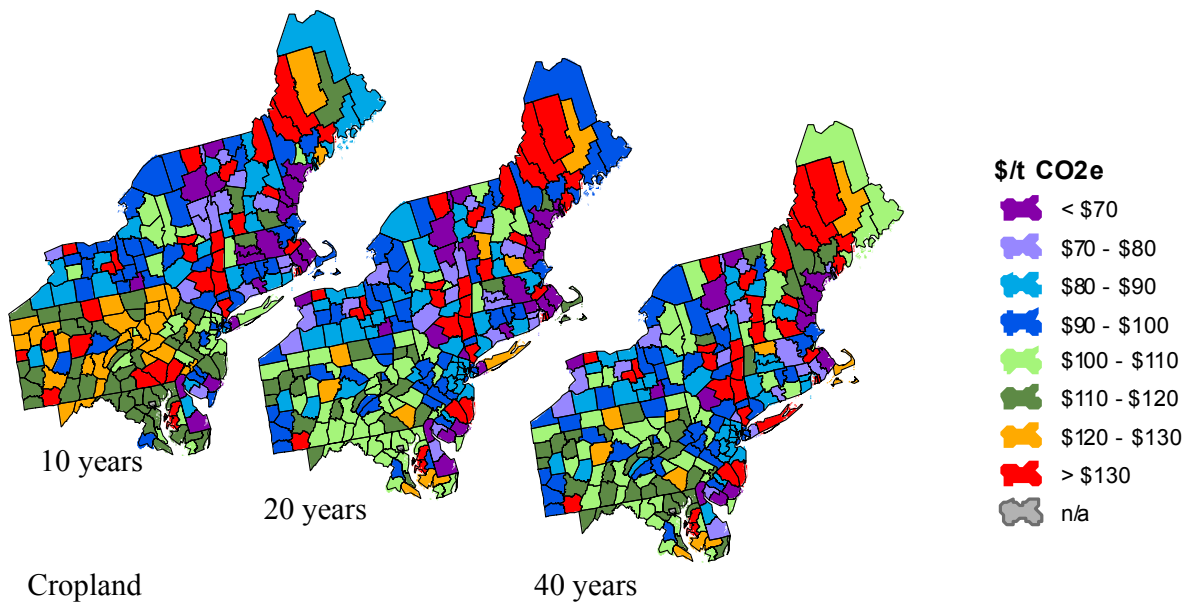 $/t CO2e
< $70
$70 - $80
$80 - $90
$90 - $100
$100 - $110
$110 - $120
$120 - $130
> $130
n/a
10 years
20 years
40 years
Cropland